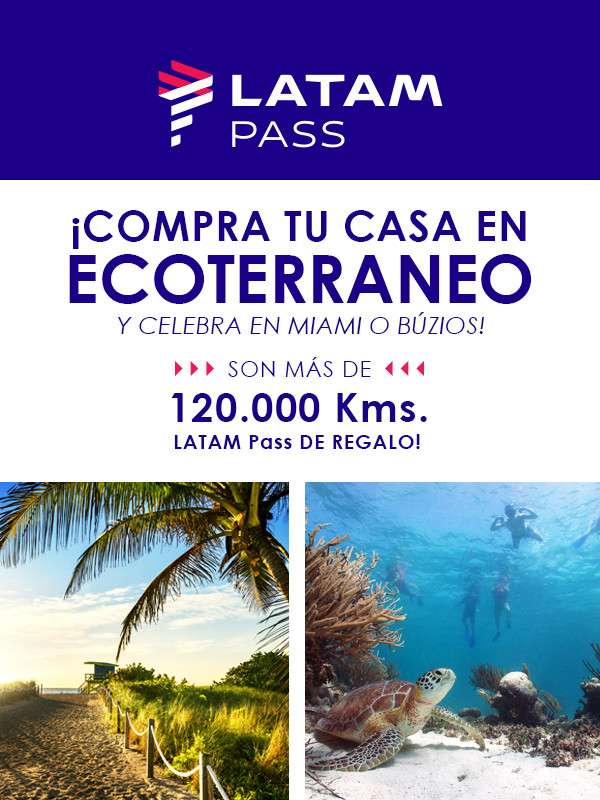 LATAM
PASS
¡COMPRA TU CASA EN
ECOTERRANEO
Y CELEBRA EN MIAMI O BÚZIOS!
SON MÁS DE
120.000 Kms.
LATAM Pass DE REGALO!